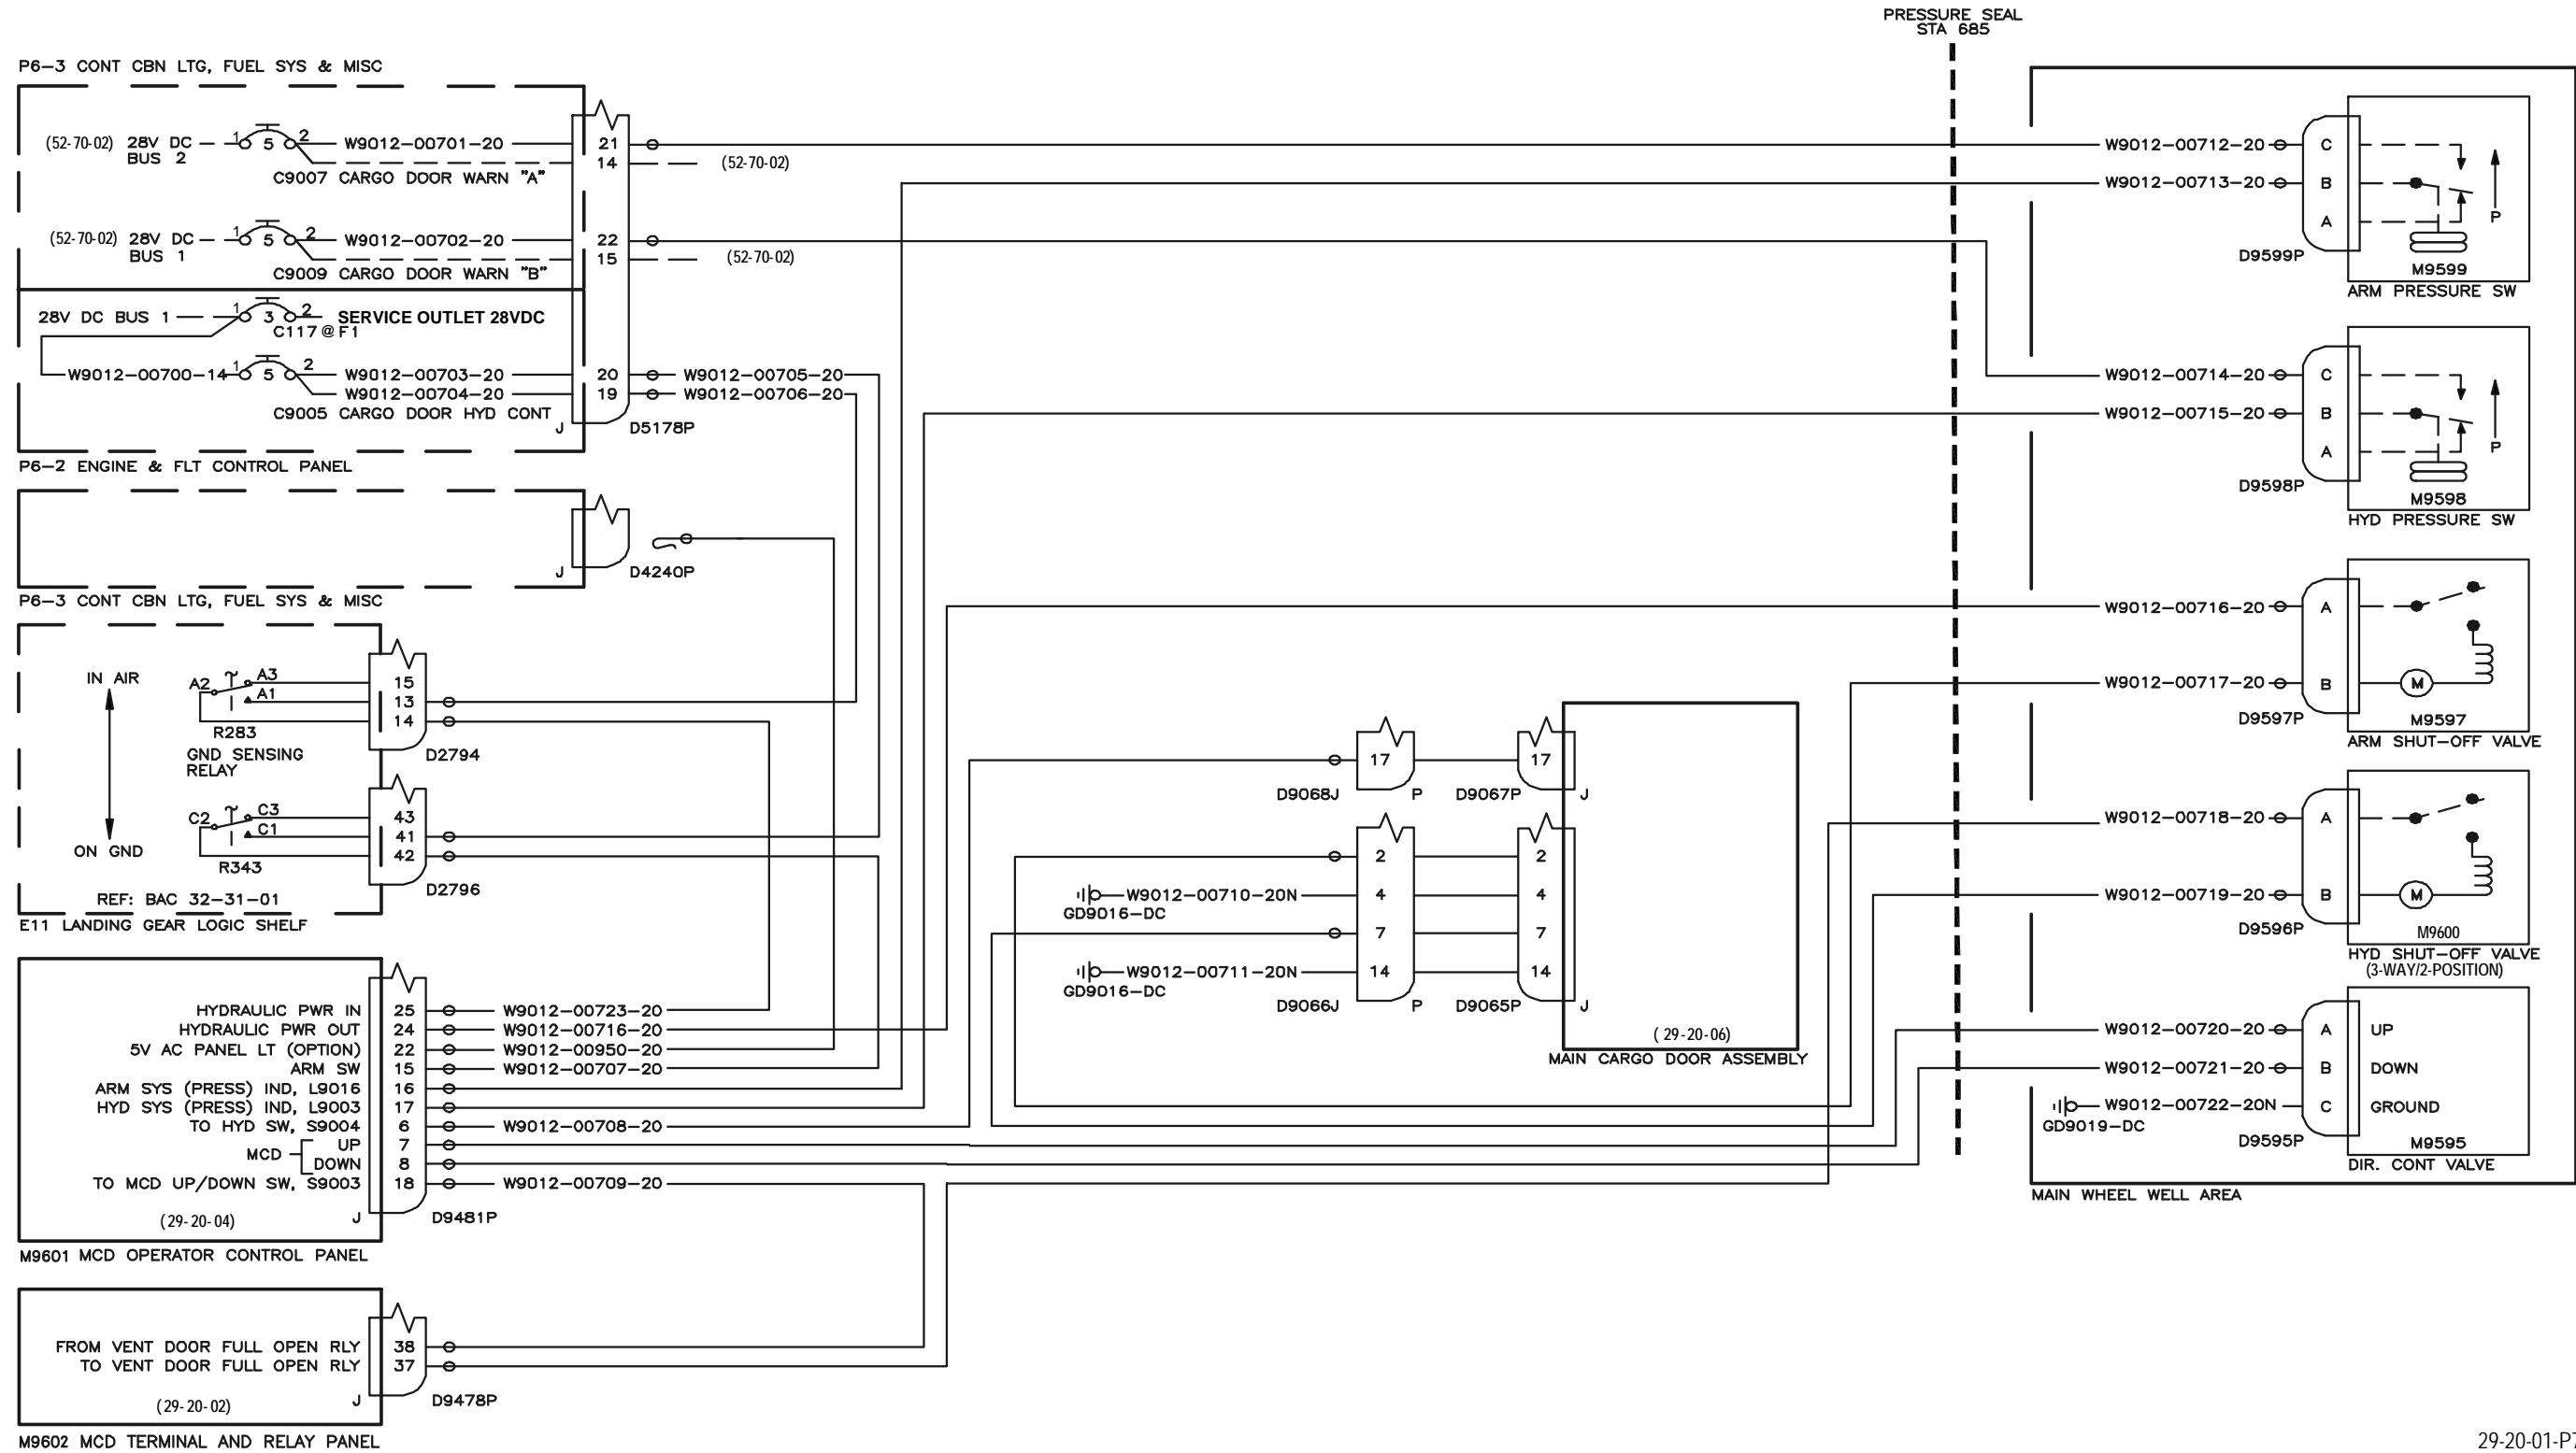 PRESSURE SEAL
STA 685
P6-3 CONT CBN LTG, FUEL SYS & MISC
(52-70-02) 28V DC BUS 2 1 5 2 W9012-00701-20 21
14 (52-70-02)
C9007 CARGO DOOR WARN "A"
(52-70-02) 28V DC BUS 1 1 5 2 W9012-00702-20 22
15 (52-70-02)
C9009 CARGO DOOR WARN "B"
28V DC BUS 1 1 3 2 SERVICE OUTLET 28VDC
C117@F1
W9012-00700-14 1 5 2 W9012-00703-20 20 W9012-00705-20
W9012-00704-20 19 W9012-00706-20
C9005 CARGO DOOR HYD CONT
J D5178P
P6-2 ENGINE & FLT CONTROL PANEL
J D4240P
P6-3 CONT CBN LTG, FUEL SYS & MISC
IN AIR
ON GND
A2 A3 15
A1 13
14
R283
GND SENSING
RELAY
D2794
C2 C3 43
C1 41
42
R343
D2796
REF: BAC 32-31-01
E11 LANDING GEAR LOGIC SHELF
HYDRAULIC PWR IN 25 W9012-00723-20
HYDRAULIC PWR OUT 24 W9012-00716-20
5V AC PANEL LT (OPTION) 22 W9012-00950-20
ARM SW 15 W9012-00707-20
ARM SYS (PRESS) IND, L9016 16
HYD SYS (PRESS) IND, L9003 17
TO HYD SW, S9004 6 W9012-00708-20
MCD UP 7
DOWN 8
TO MCD UP/DOWN SW, S9003 18 W9012-00709-20
(29-20-04) J D9481P
M9601 MCD OPERATOR CONTROL PANEL
FROM VENT DOOR FULL OPEN RLY 38
TO VENT DOOR FULL OPEN RLY 37
(29-20-02) J D9478P
M9602 MCD TERMINAL AND RELAY PANEL
17 17
D9068J P D9067P J
2 2
GD9016-DC W9012-00710-20N 4 4
7 7
GD9016-DC W9012-00711-20N 14 14
D9066J P D9065P J
(29-20-06)
MAIN CARGO DOOR ASSEMBLY
W9012-00712-20 C
W9012-00713-20 B P
A
D9599P M9599
ARM PRESSURE SW
W9012-00714-20 C
W9012-00715-20 B P
A
D9598P M9598
HYD PRESSURE SW
W9012-00716-20 A
W9012-00717-20 B M
D9597P M9597
ARM SHUT-OFF VALVE
W9012-00718-20 A
W9012-00719-20 B M
D9596P M9600
HYD SHUT-OFF VALVE
(3-WAY/2-POSITION)
W9012-00720-20 A UP
W9012-00721-20 B DOWN
GD9019-DC W9012-00722-20N C GROUND
D9595P M9595
DIR. CONT VALVE
MAIN WHEEL WELL AREA
29-20-01-P